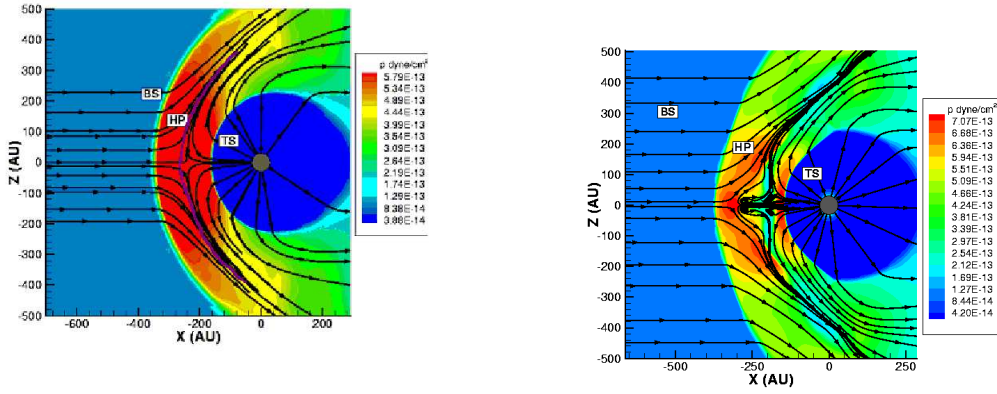 500
400
300
200
100
0
-100
-200
-300
-400
-500
Z (AU)
-600
-400
-200
0
200
X (AU)
BS
HP
TS
p dyne/cm²
5.79E-13
5.34E-13
4.89E-13
4.44E-13
3.99E-13
3.54E-13
3.09E-13
2.64E-13
2.19E-13
1.74E-13
1.29E-13
8.38E-14
3.88E-14
500
400
300
200
100
0
-100
-200
-300
-400
-500
Z (AU)
-500
-250
0
250
X (AU)
BS
HP
TS
p dyne/cm²
7.07E-13
6.68E-13
6.36E-13
5.94E-13
5.51E-13
5.09E-13
4.66E-13
4.24E-13
3.81E-13
3.39E-13
2.97E-13
2.54E-13
2.12E-13
1.69E-13
1.27E-13
8.44E-14
4.20E-14